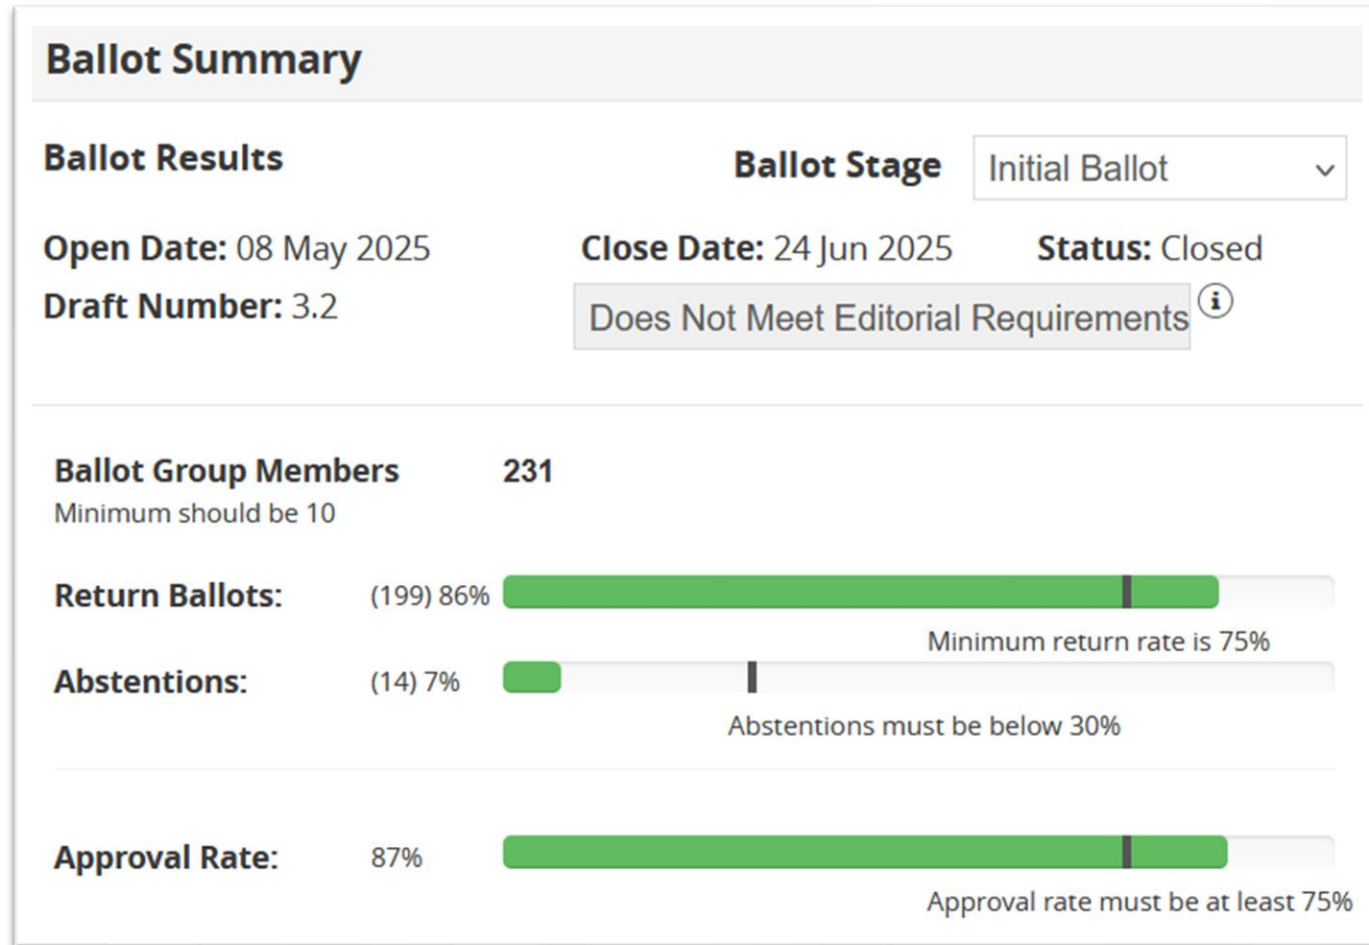 Ballot Summary
Ballot Results
Ballot Stage Initial Ballot
Open Date: 08 May 2025 Close Date: 24 Jun 2025 Status: Closed
Draft Number: 3.2 Does Not Meet Editorial Requirements i
Ballot Group Members 231
Minimum should be 10
Return Ballots: (199) 86%
Minimum return rate is 75%
Abstentions: (14) 7%
Abstentions must be below 30%
Approval Rate: 87%
Approval rate must be at least 75%